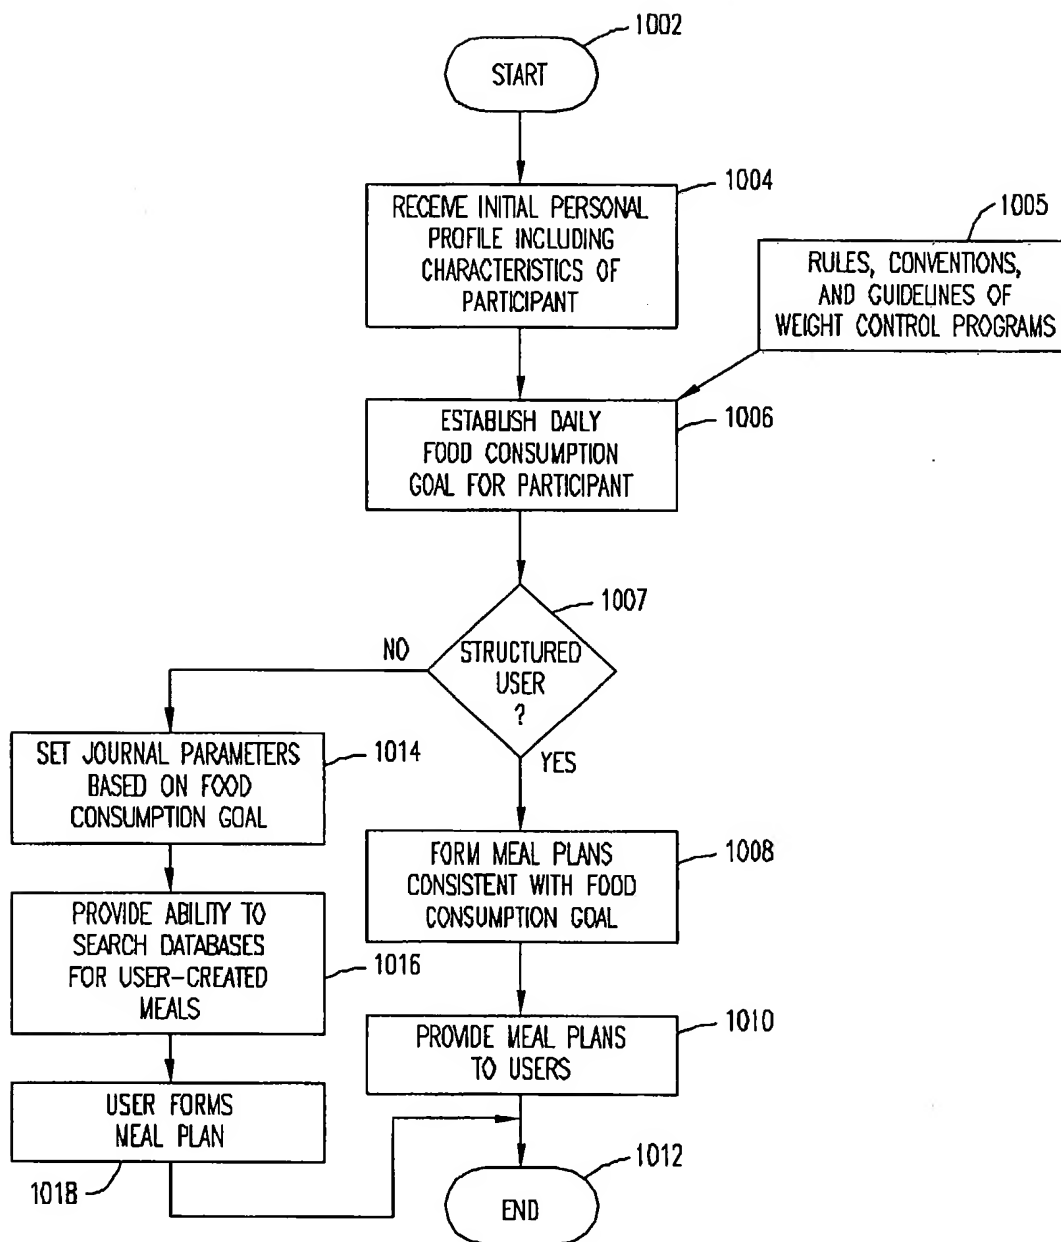 1002
START
1004
RECEIVE INITIAL PERSONAL
PROFILE INCLUDING
CHARACTERISTICS OF
PARTICIPANT
1005
RULES, CONVENTIONS,
AND GUIDELINES OF
WEIGHT CONTROL PROGRAMS
1006
ESTABLISH DAILY
FOOD CONSUMPTION
GOAL FOR PARTICIPANT
1007
STRUCTURED
USER
?
NO
YES
1014
SET JOURNAL PARAMETERS
BASED ON FOOD
CONSUMPTION GOAL
1008
FORM MEAL PLANS
CONSISTENT WITH FOOD
CONSUMPTION GOAL
PROVIDE ABILITY TO
SEARCH DATABASES
FOR USER-CREATED
MEALS
1016
1010
PROVIDE MEAL PLANS
TO USERS
USER FORMS
MEAL PLAN
1018
1012
END